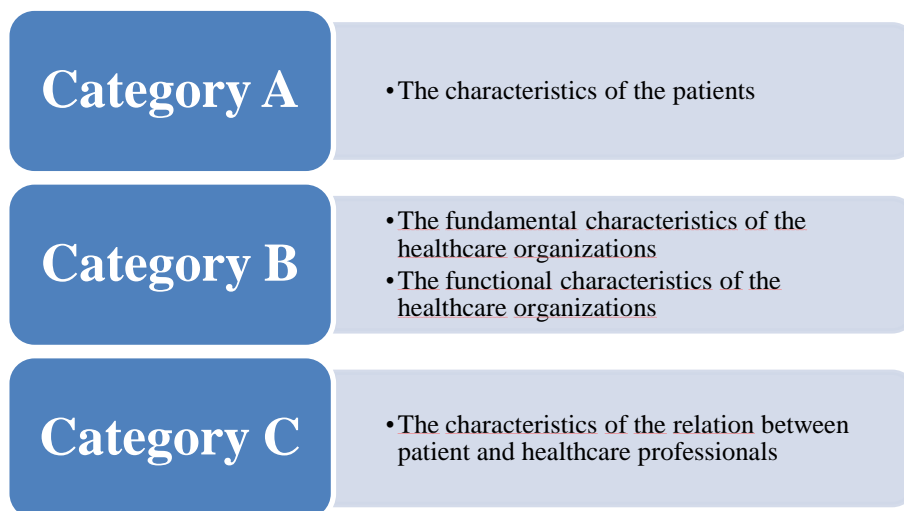 Category A
•The characteristics of the patients
Category B
•The fundamental characteristics of the
healthcare organizations
•The functional characteristics of the
healthcare organizations
Category C
•The characteristics of the relation between
patient and healthcare professionals